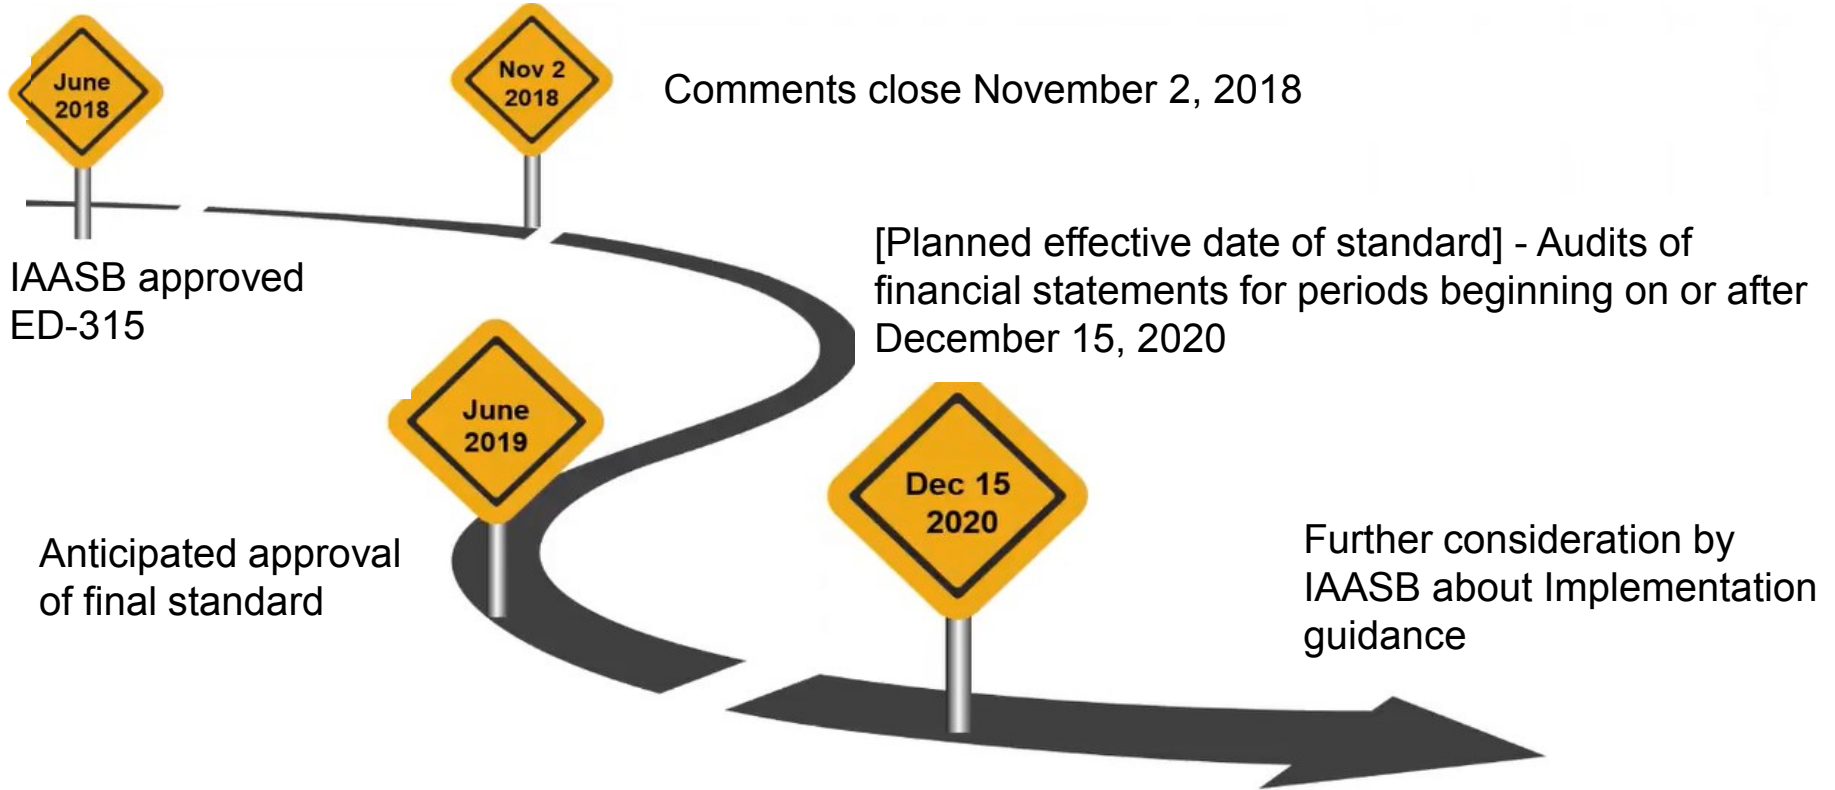 June
2018
Nov 2
2018
Comments close November 2, 2018
IAASB approved
ED-315
[Planned effective date of standard] - Audits of
financial statements for periods beginning on or after
December 15, 2020
June
2019
Dec 15
2020
Anticipated approval
of final standard
Further consideration by
IAASB about Implementation
guidance